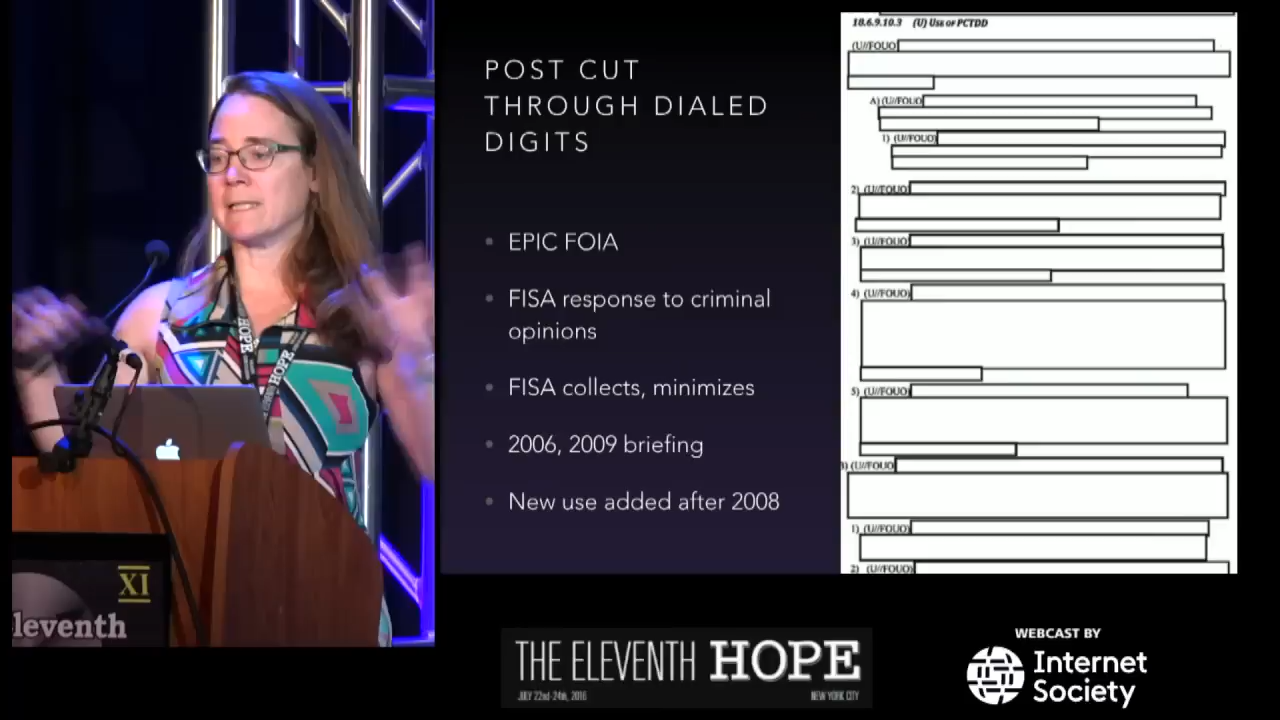 POST CUT
THROUGH DIALED
DIGITS
EPIC FOIA
FISA response to criminal
opinions
FISA collects, minimizes
2006, 2009 briefing
New use added after 2008
18.6.9.10.3 (U) USE OF PCTDD
(U//FOUO)
A) (U//FOUO)
1) (U//FOUO)
2) (U//FOUO)
3) (U//FOUO)
4) (U//FOUO)
5) (U//FOUO)
) (U//FOUO)
1) (U//FOUO)
2) (U//FOUO)
HOPE
HOPE
XI
leventh
THE ELEVENTH HOPE
JULY 22nd-24th, 2016 NEW YORK CITY
WEBCAST BY
Internet
Society